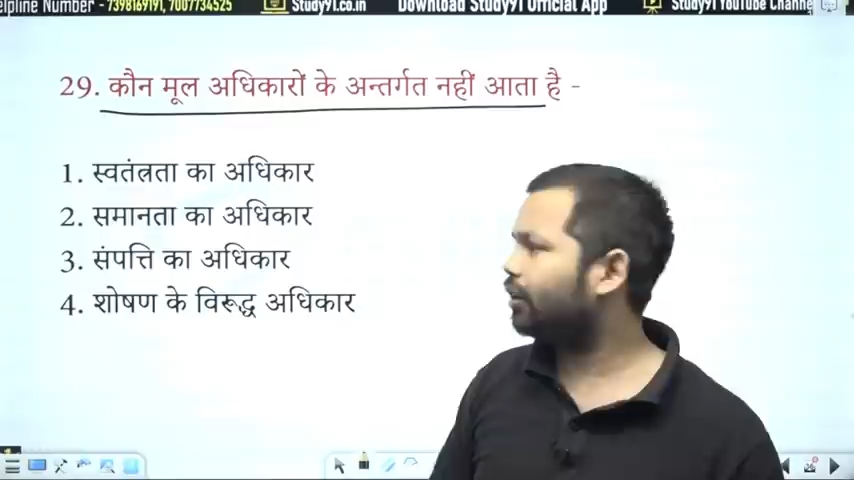 elpline Number - 7398169191, 7007734525 Study91.co.in Download Study91 Official App Study91 YouTube Channe
29. कौन मूल अधिकारों के अन्तर्गत नहीं आता है -
1. स्वतंत्रता का अधिकार
2. समानता का अधिकार
3. संपत्ति का अधिकार
4. शोषण के विरूद्ध अधिकार